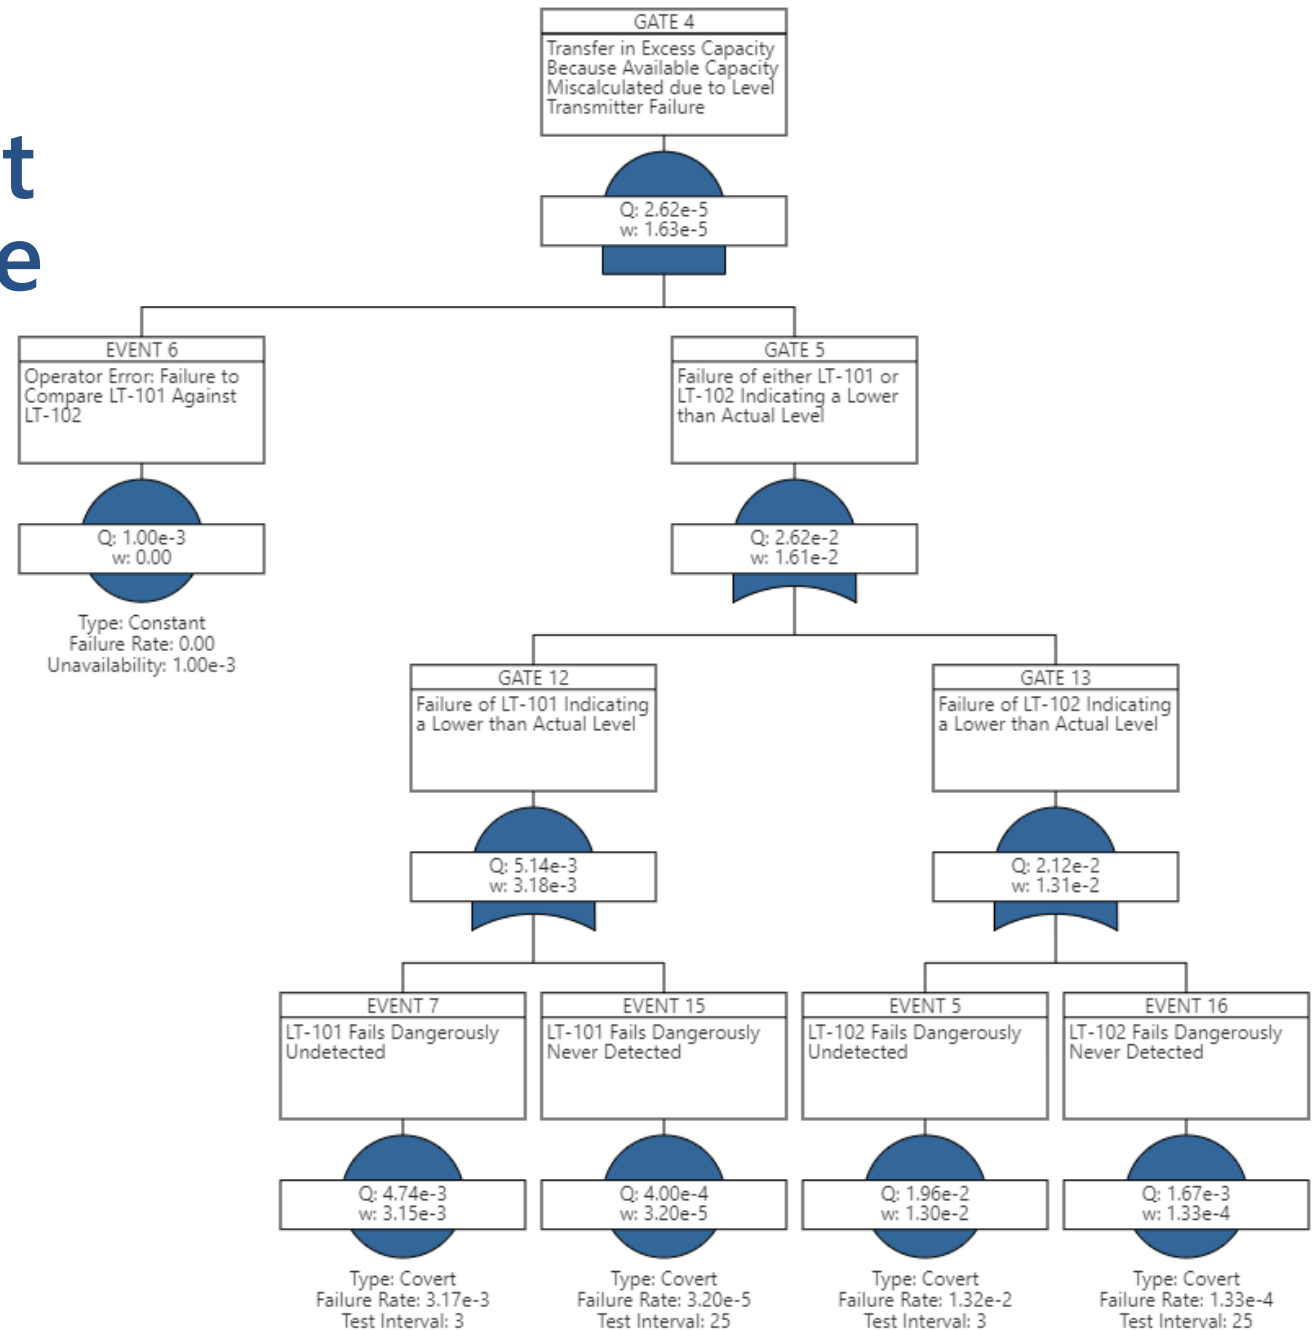 GATE 4
Transfer in Excess Capacity
Because Available Capacity
Miscalculated due to Level
Transmitter Failure
t
e
Q: 2.62e-5
w: 1.63e-5
EVENT 6
Operator Error: Failure to
Compare LT-101 Against
LT-102
Q: 1.00e-3
w: 0.00
Type: Constant
Failure Rate: 0.00
Unavailability: 1.00e-3
GATE 5
Failure of either LT-101 or
LT-102 Indicating a Lower
than Actual Level
Q: 2.62e-2
w: 1.61e-2
GATE 12
Failure of LT-101 Indicating
a Lower than Actual Level
Q: 5.14e-3
w: 3.18e-3
GATE 13
Failure of LT-102 Indicating
a Lower than Actual Level
Q: 2.12e-2
w: 1.31e-2
EVENT 7
LT-101 Fails Dangerously
Undetected
Q: 4.74e-3
w: 3.15e-3
Type: Covert
Failure Rate: 3.17e-3
Test Interval: 3
EVENT 15
LT-101 Fails Dangerously
Never Detected
Q: 4.00e-4
w: 3.20e-5
Type: Covert
Failure Rate: 3.20e-5
Test Interval: 25
EVENT 5
LT-102 Fails Dangerously
Undetected
Q: 1.96e-2
w: 1.30e-2
Type: Covert
Failure Rate: 1.32e-2
Test Interval: 3
EVENT 16
LT-102 Fails Dangerously
Never Detected
Q: 1.67e-3
w: 1.33e-4
Type: Covert
Failure Rate: 1.33e-4
Test Interval: 25